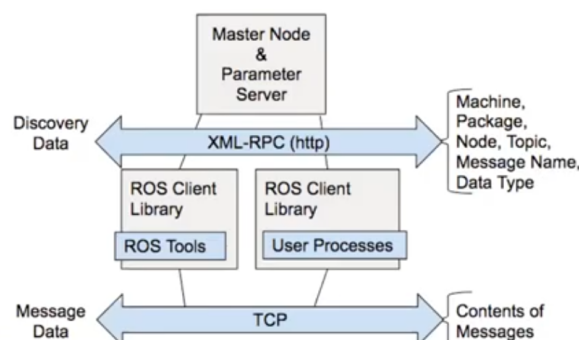 Master Node
&
Parameter
Server
Discovery
Data
XML-RPC (http)
Machine,
Package,
Node, Topic,
Message Name,
Data Type
ROS Client
Library
ROS Tools
ROS Client
Library
User Processes
Message
Data
TCP
Contents of
Messages